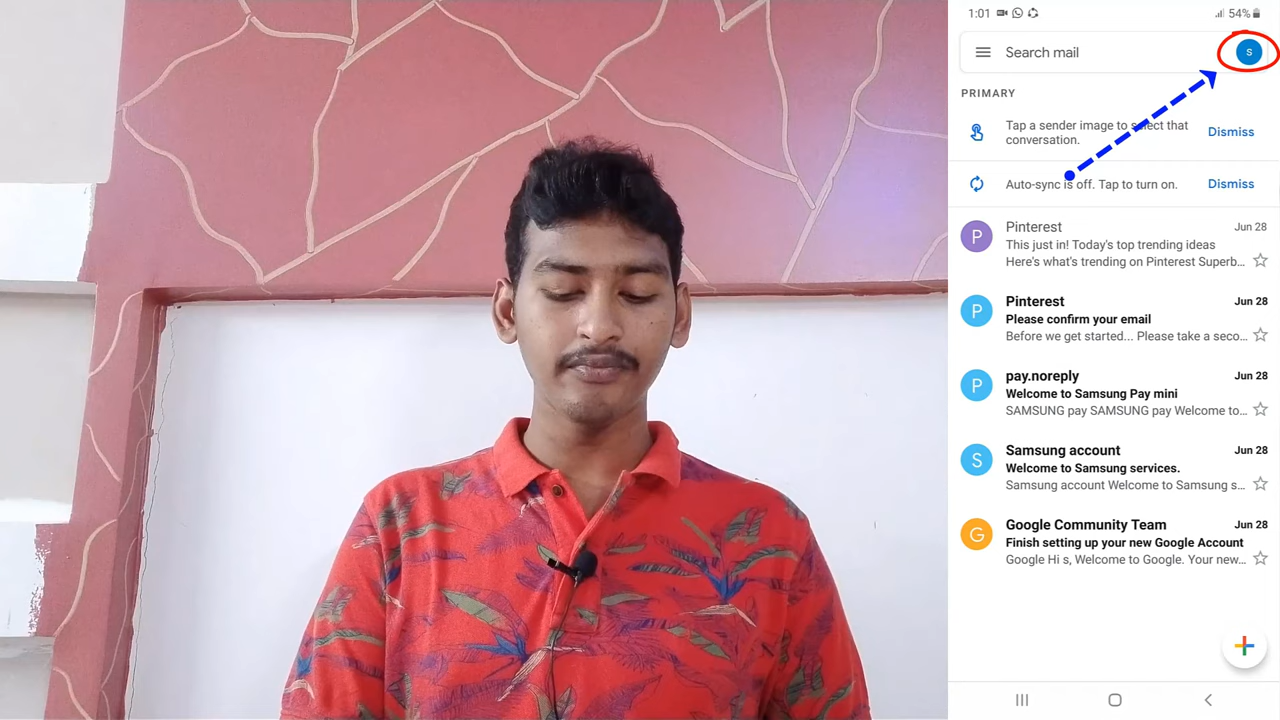 1:01
54%
Search mail
s
PRIMARY
Tap a sender image to select that
conversation.
Dismiss
Auto-sync is off. Tap to turn on.
Dismiss
P
Pinterest
Jun 28
This just in! Today's top trending ideas
Here's what's trending on Pinterest Superb...
P
Pinterest
Jun 28
Please confirm your email
Before we get started... Please take a seco...
P
pay.noreply
Jun 28
Welcome to Samsung Pay mini
SAMSUNG pay SAMSUNG pay Welcome to...
S
Samsung account
Jun 28
Welcome to Samsung services.
Samsung account Welcome to Samsung s...
G
Google Community Team
Jun 28
Finish setting up your new Google Account
Google Hi s, Welcome to Google. Your new...